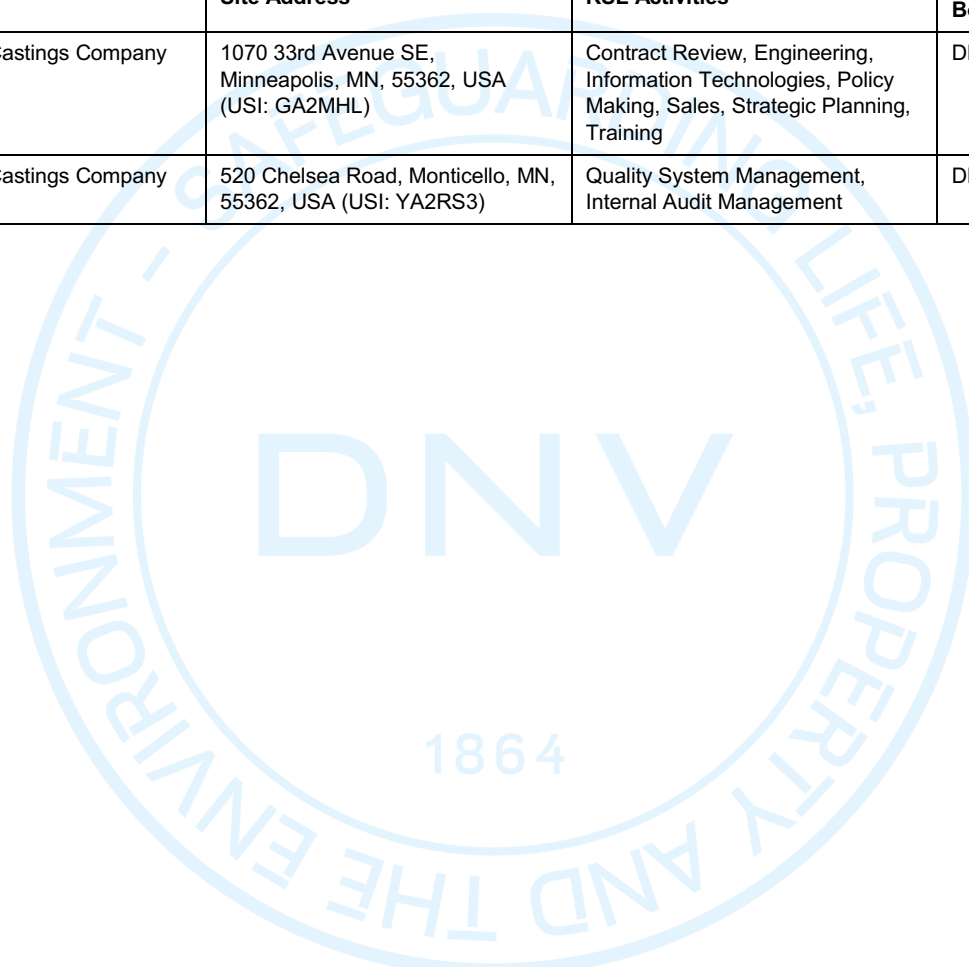 Site Address
RSL Activities
Castings Company
1070 33rd Avenue SE,
Minneapolis, MN, 55362, USA
(USI: GA2MHL)
Contract Review, Engineering,
Information Technologies, Policy
Making, Sales, Strategic Planning,
Training
Castings Company
520 Chelsea Road, Monticello, MN,
55362, USA (USI: YA2RS3)
Quality System Management,
Internal Audit Management
SAFEGUARDING LIFE, PROPERTY AND THE ENVIRONMENT -
DNV
1864